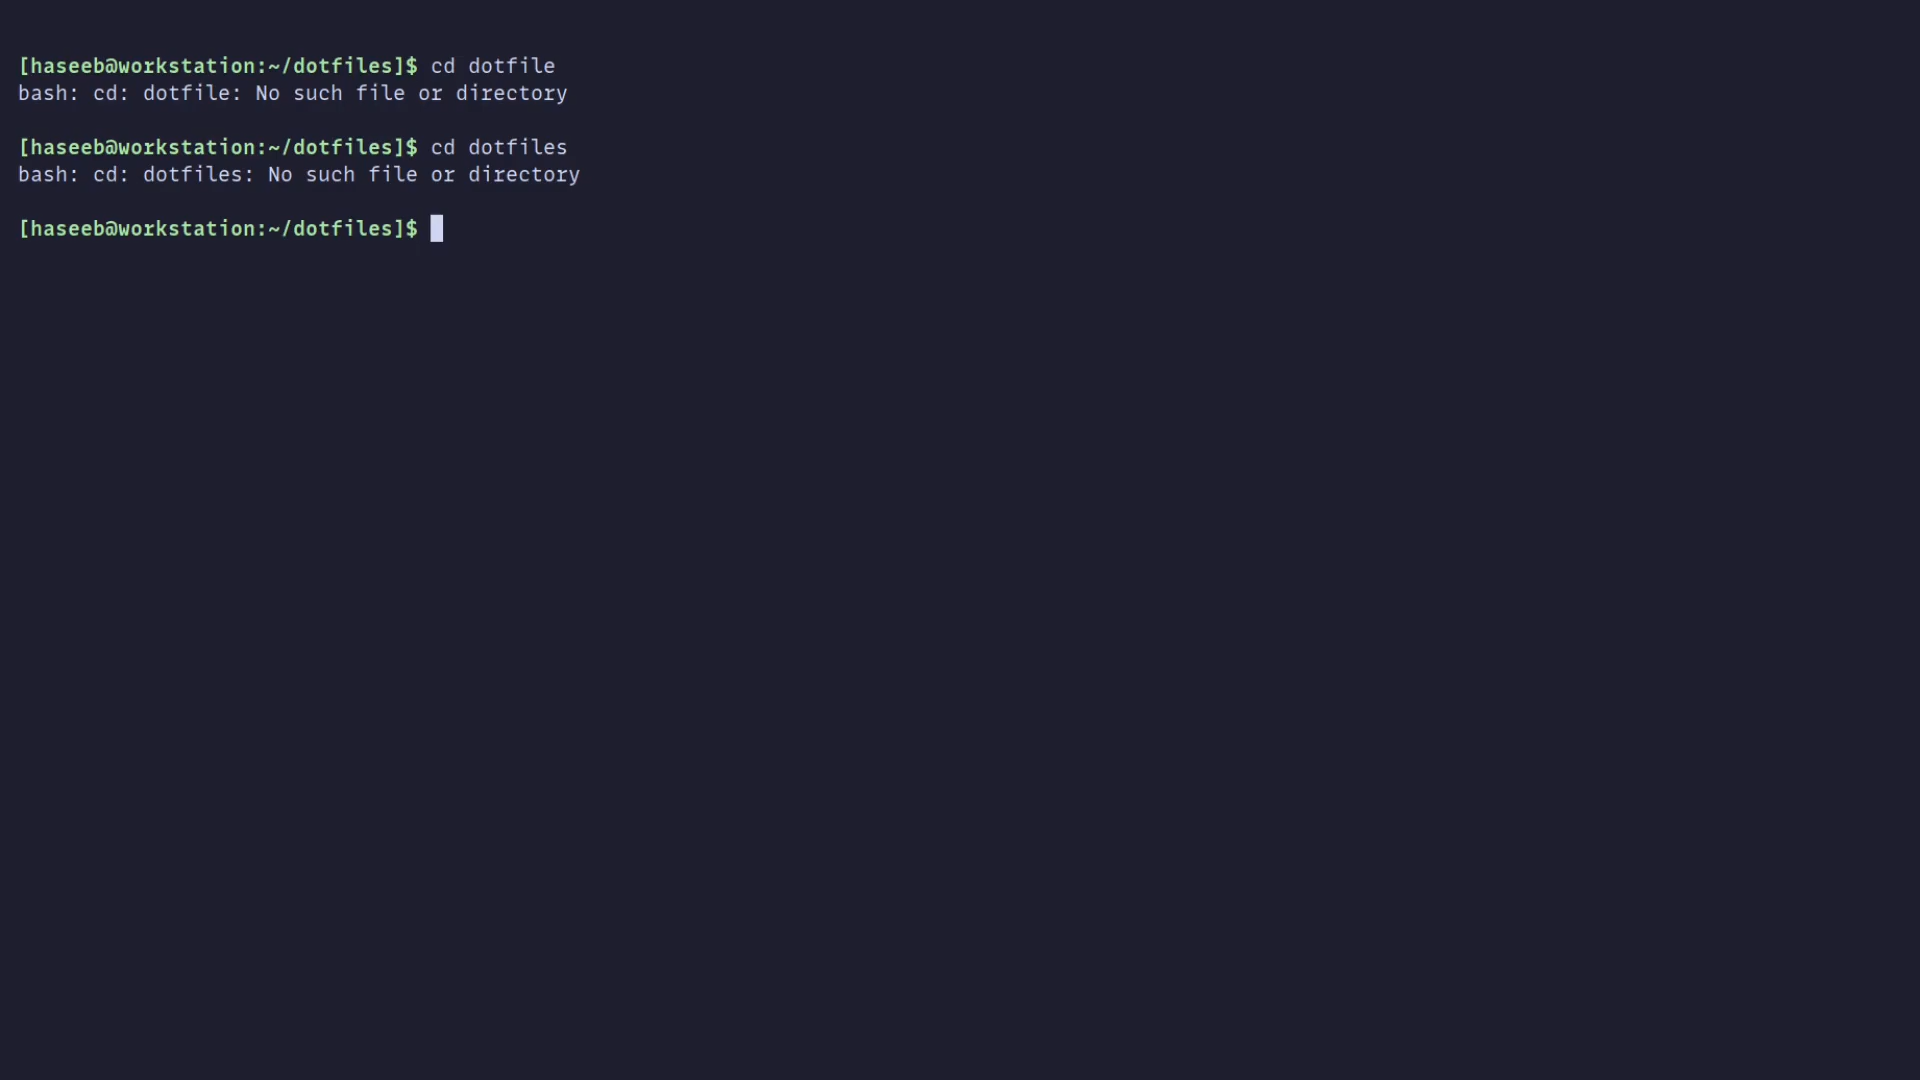 [haseeb@workstation:~/dotfiles]$ cd dotfile
bash: cd: dotfile: No such file or directory
[haseeb@workstation:~/dotfiles]$ cd dotfiles
bash: cd: dotfiles: No such file or directory
[haseeb@workstation:~/dotfiles]$